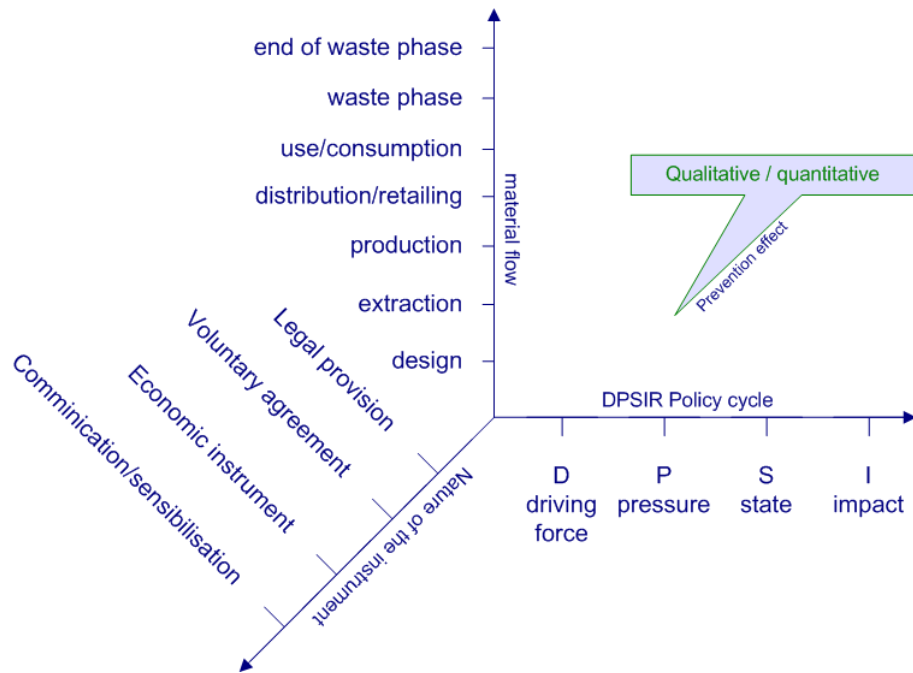 end of waste phase
waste phase
use/consumption
distribution/retailing
production
extraction
design
material flow
Qualitative / quantitative
Prevention effect
Legal provision
Voluntary agreement
Economic instrument
Comminication/sensibilisation
Nature of the instrument
DPSIR Policy cycle
D
driving
force
P
pressure
S
state
I
impact